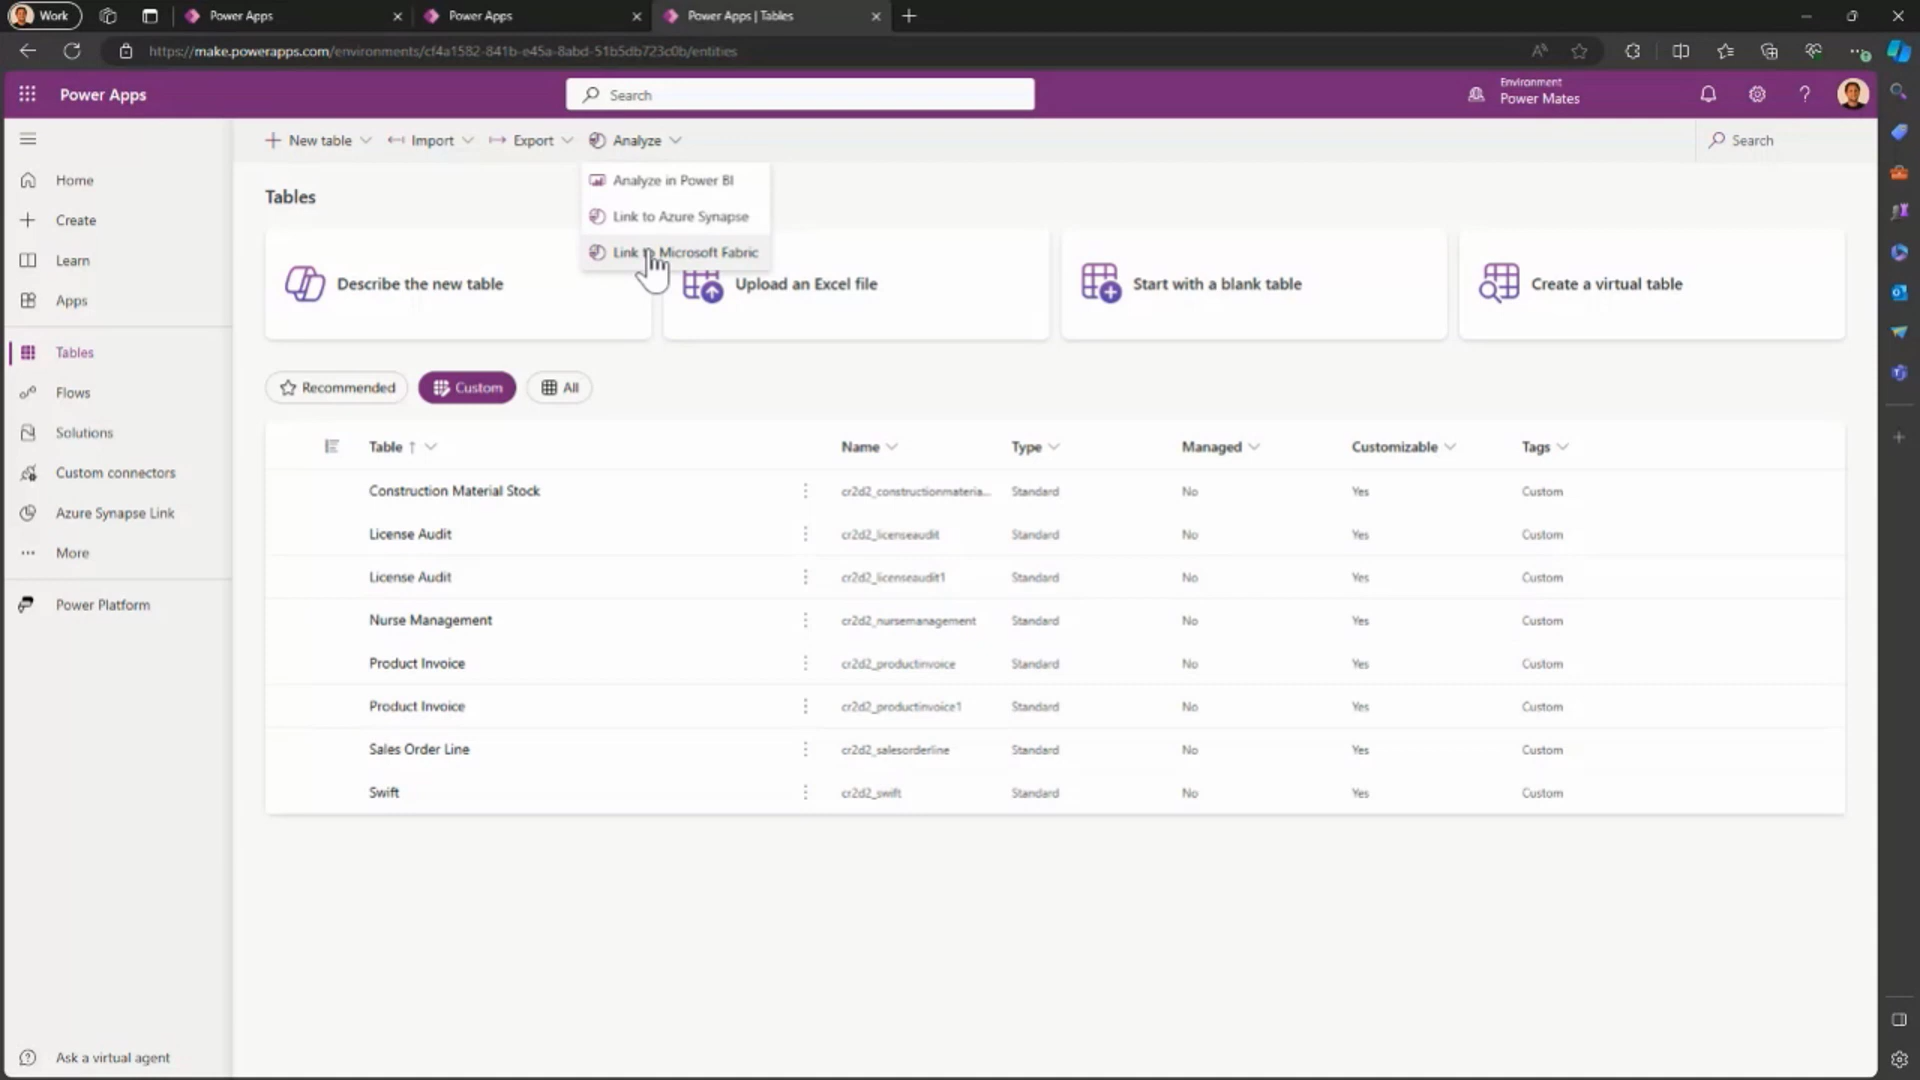 Work
Power Apps
Power Apps
Power Apps | Tables
https://make.powerapps.com/environments/cf4a1582-841b-e45a-8abd-51b5db723c0b/entities
Power Apps
Search
Environment
Power Mates
New table
Import
Export
Analyze
Search
Analyze in Power BI
Link to Azure Synapse
Link to Microsoft Fabric
Home
Create
Learn
Apps
Tables
Flows
Solutions
Custom connectors
Azure Synapse Link
More
Power Platform
Ask a virtual agent
Tables
Describe the new table
Upload an Excel file
Start with a blank table
Create a virtual table
Recommended
Custom
All
Table Name Type Managed Customizable Tags
Construction Material Stock cr2d2_constructionmateria... Standard No Yes Custom
License Audit cr2d2_licenseaudit Standard No Yes Custom
License Audit cr2d2_licenseaudit1 Standard No Yes Custom
Nurse Management cr2d2_nursemanagement Standard No Yes Custom
Product Invoice cr2d2_productinvoice Standard No Yes Custom
Product Invoice cr2d2_productinvoice1 Standard No Yes Custom
Sales Order Line cr2d2_salesorderline Standard No Yes Custom
Swift cr2d2_swift Standard No Yes Custom